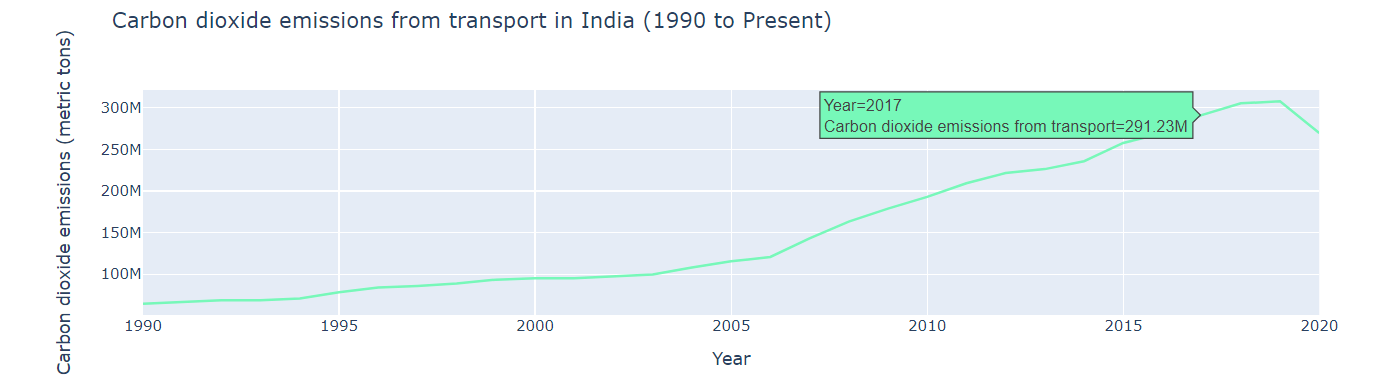 Carbon dioxide emissions from transport in India (1990 to Present)
Carbon dioxide emissions (metric tons)
300M
250M
200M
150M
100M
Year=2017
Carbon dioxide emissions from transport=291.23M
1990 2000 1995 2005 2010 2015 2020
Year